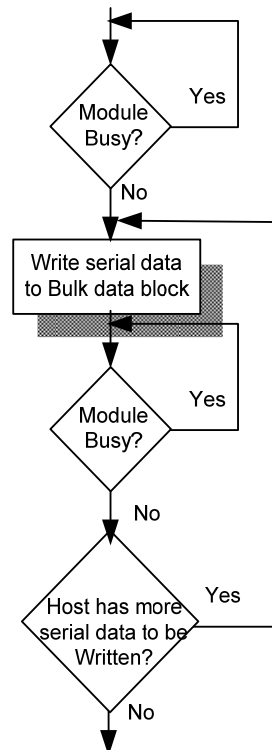 Module
Busy?
Yes
No
Write serial data
to Bulk data block
Module
Busy?
Yes
No
Host has more
serial data to be
Written?
Yes
No